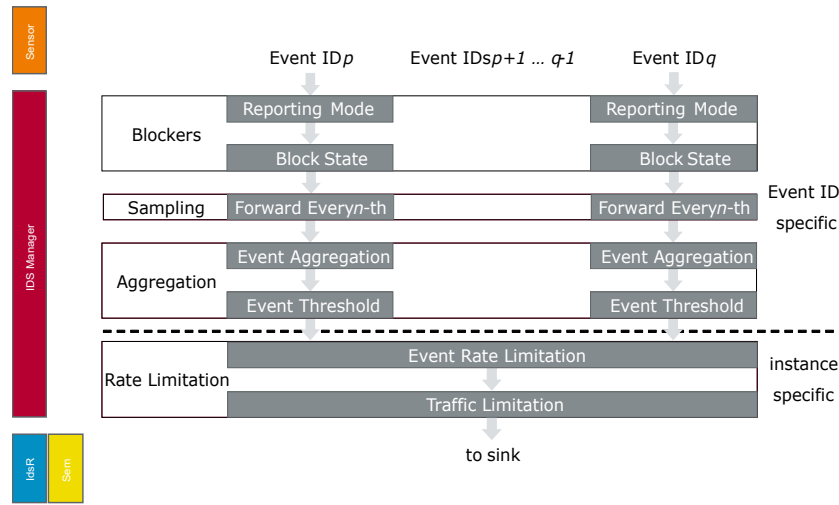 Sensor
Event IDp Event IDsp+1 ... q-1 Event IDq
IDS Manager
Blockers
Reporting Mode Reporting Mode
Block State Block State
Sampling Forward Everyn-th Forward Everyn-th
Event ID
specific
Aggregation
Event Aggregation Event Aggregation
Event Threshold Event Threshold
Rate Limitation
Event Rate Limitation
Traffic Limitation
instance
specific
IdsR Sem
to sink